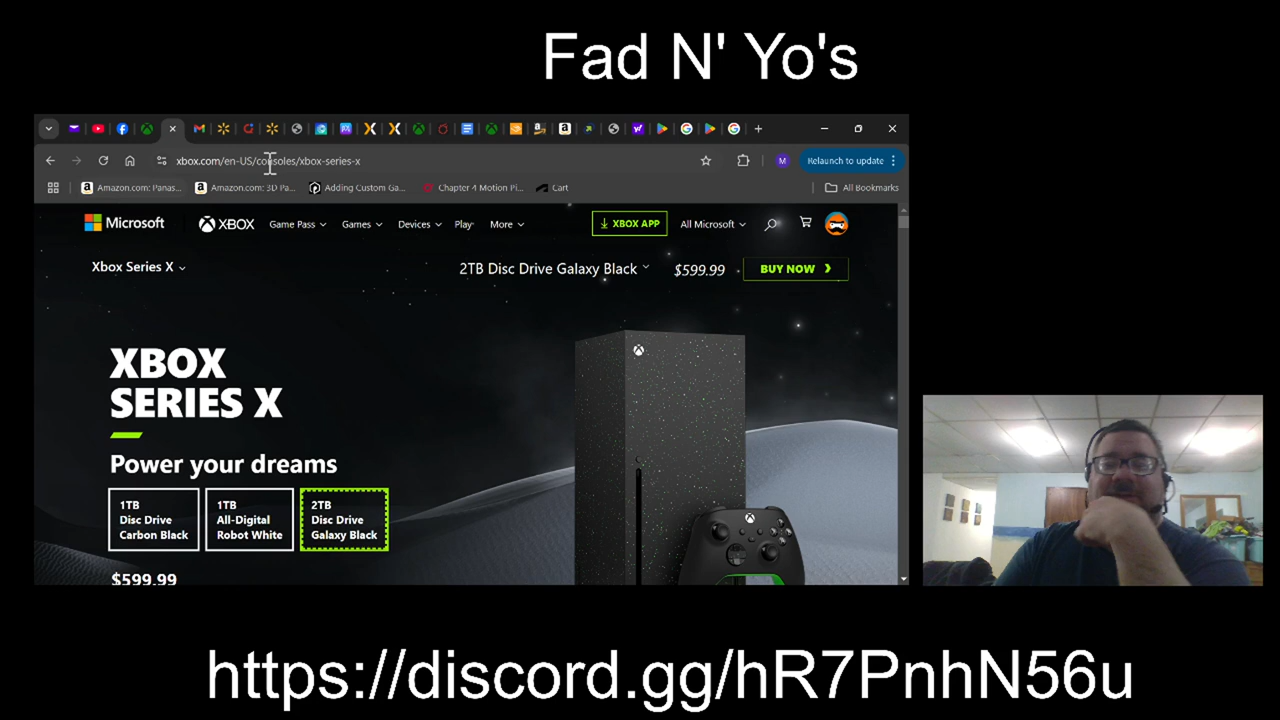 Fad N' Yo's
xbox.com/en-US/consoles/xbox-series-x
M
Relaunch to update
Amazon.com: Panas...
Amazon.com: 3D Pa...
Adding Custom Ga...
Chapter 4 Motion Pi...
Cart
All Bookmarks
Microsoft
XBOX
Game Pass
Games
Devices
Play
More
XBOX APP
All Microsoft
Xbox Series X
2TB Disc Drive Galaxy Black
$599.99
BUY NOW
XBOX
SERIES X
Power your dreams
1TB
Disc Drive
Carbon Black
1TB
All-Digital
Robot White
2TB
Disc Drive
Galaxy Black
$599.99
https://discord.gg/hR7PnhN56u